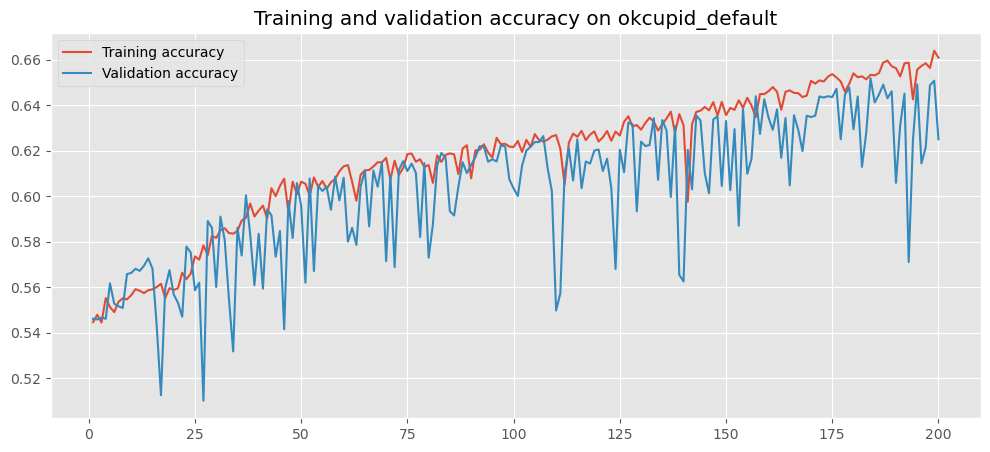 Training and validation accuracy on okcupid_default
Training accuracy
Validation accuracy
0.66
0.64
0.62
0.60
0.58
0.56
0.54
0.52
0 25 50 75 100 125 150 175 200